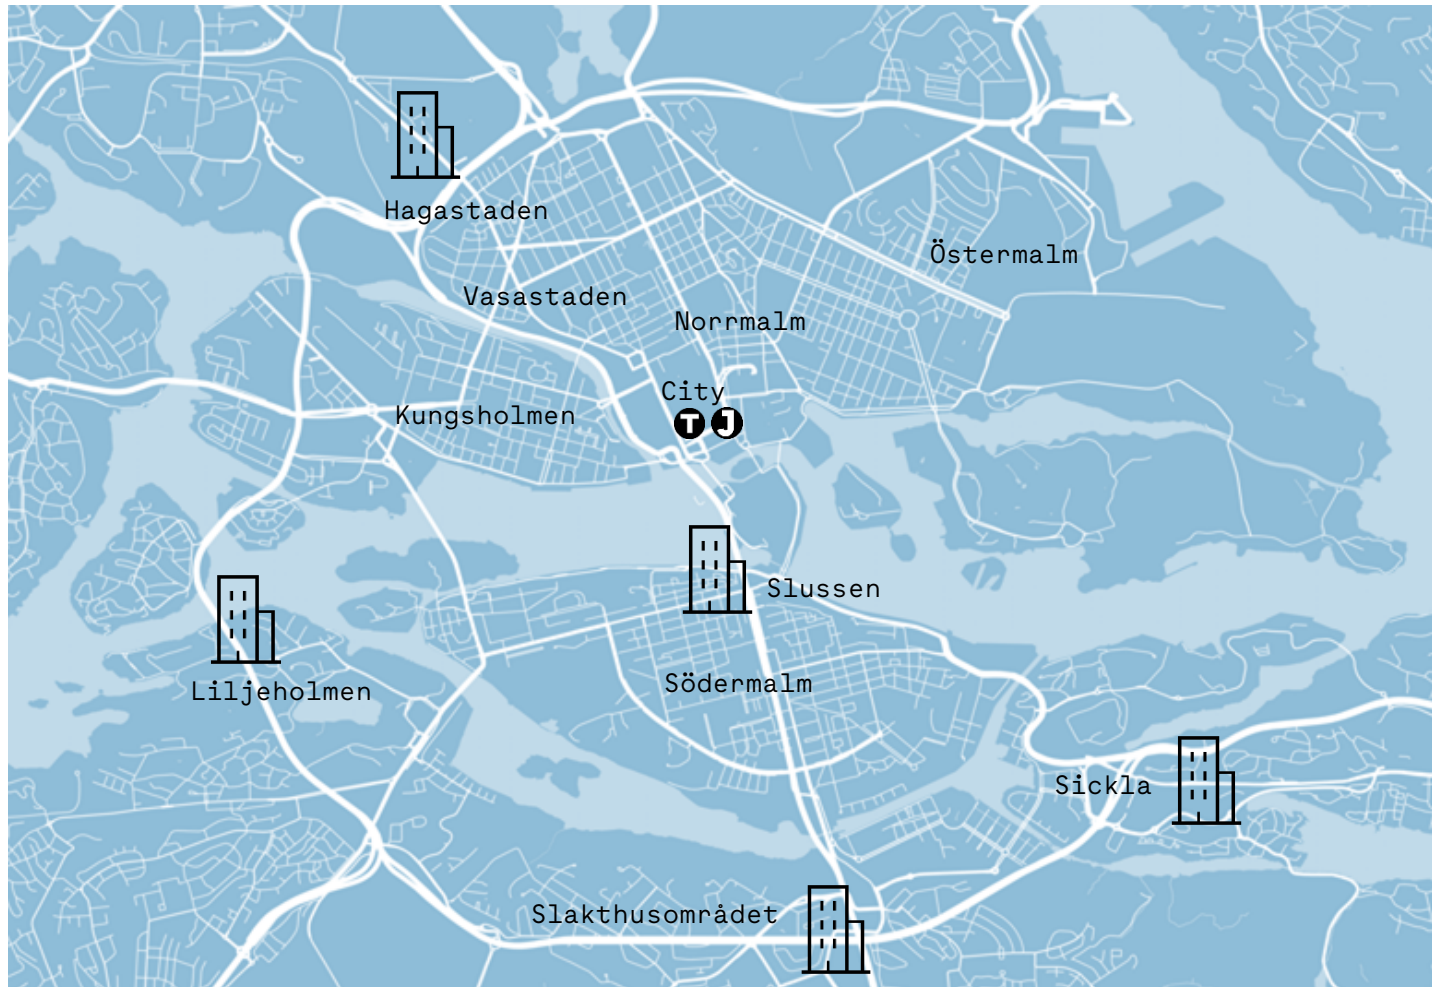 Hagastaden
Östermalm
Vasastaden
Norrmalm
City
Kungsholmen
T J
Slussen
Södermalm
Liljeholmen
Sickla
Slakthusområdet